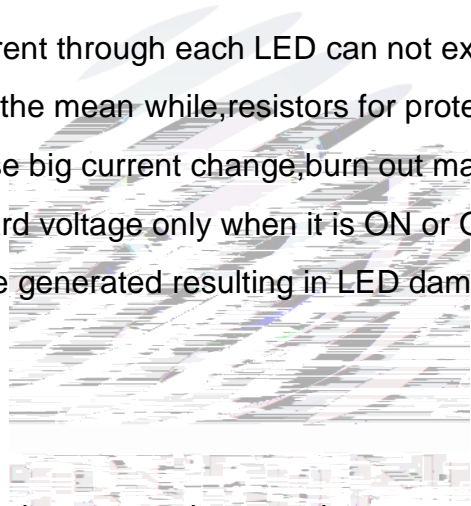 rent through each LED can not ex
the mean while,resistors for prote
se big current change,burn out ma
rd voltage only when it is ON or
e generated resulting in LED dam